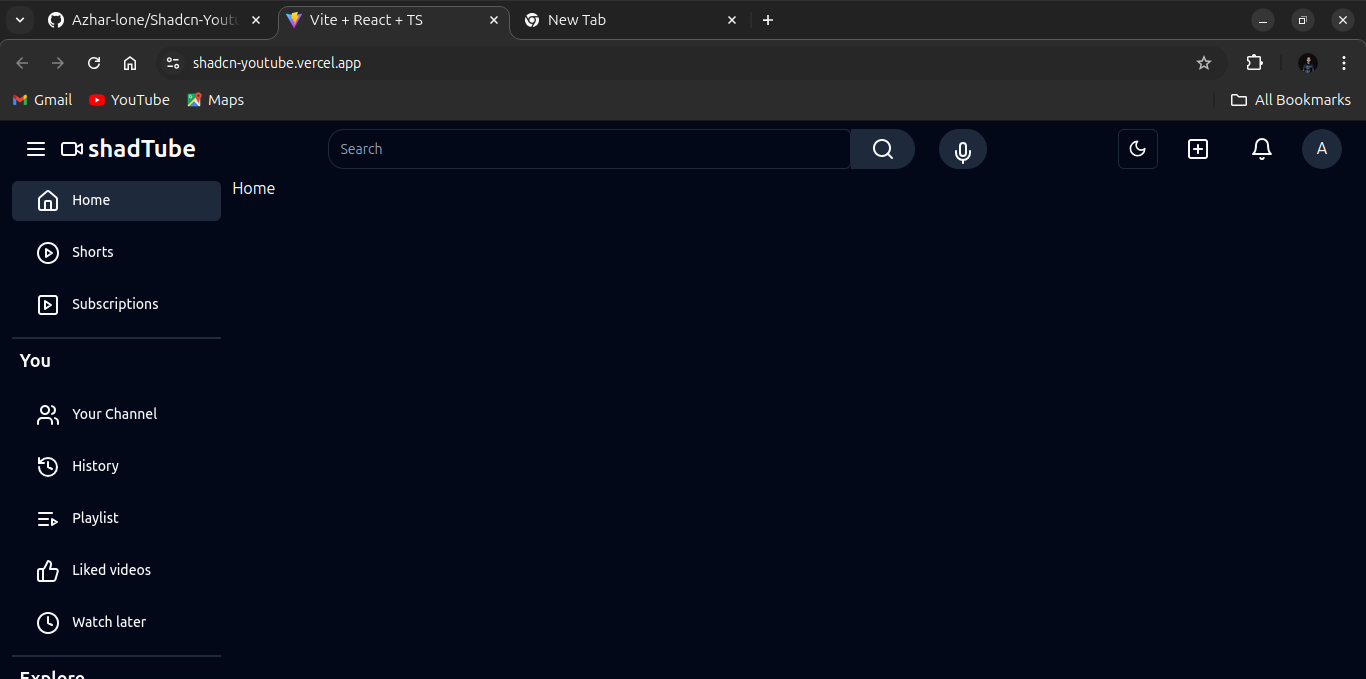 Azhar-lone/Shadcn-Youtu
Vite + React + TS
New Tab
shadcn-youtube.vercel.app
Gmail
YouTube
Maps
All Bookmarks
shadTube
Search
A
Home
Home
Shorts
Subscriptions
You
Your Channel
History
Playlist
Liked videos
Watch later
Explore